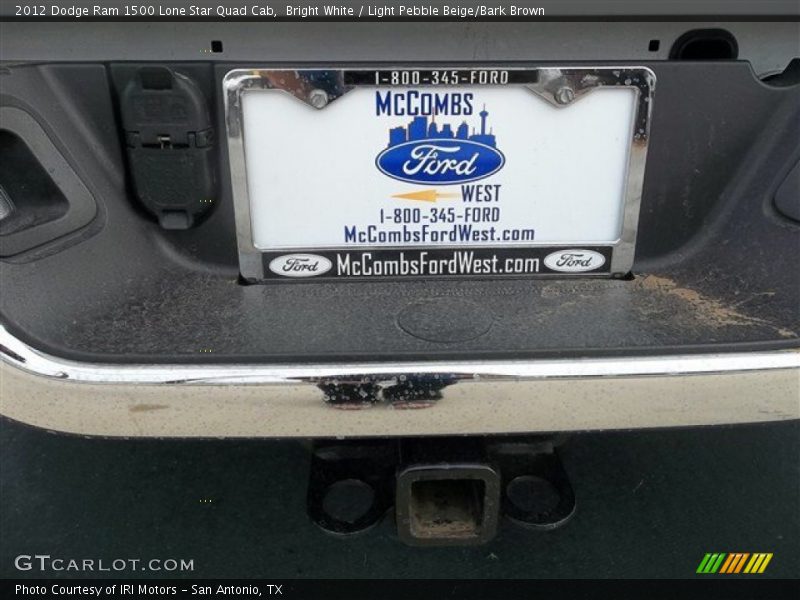 2012 Dodge Ram 1500 Lone Star Quad Cab,  Bright White / Light Pebble Beige/Bark Brown
1-800-345-FORD
McCOMBS
Ford
WEST
1-800-345-FORD
McCombsFordWest.com
Ford McCombsFordWest.com Ford
GTCARLOT.COM
Photo Courtesy of IRI Motors – San Antonio, TX